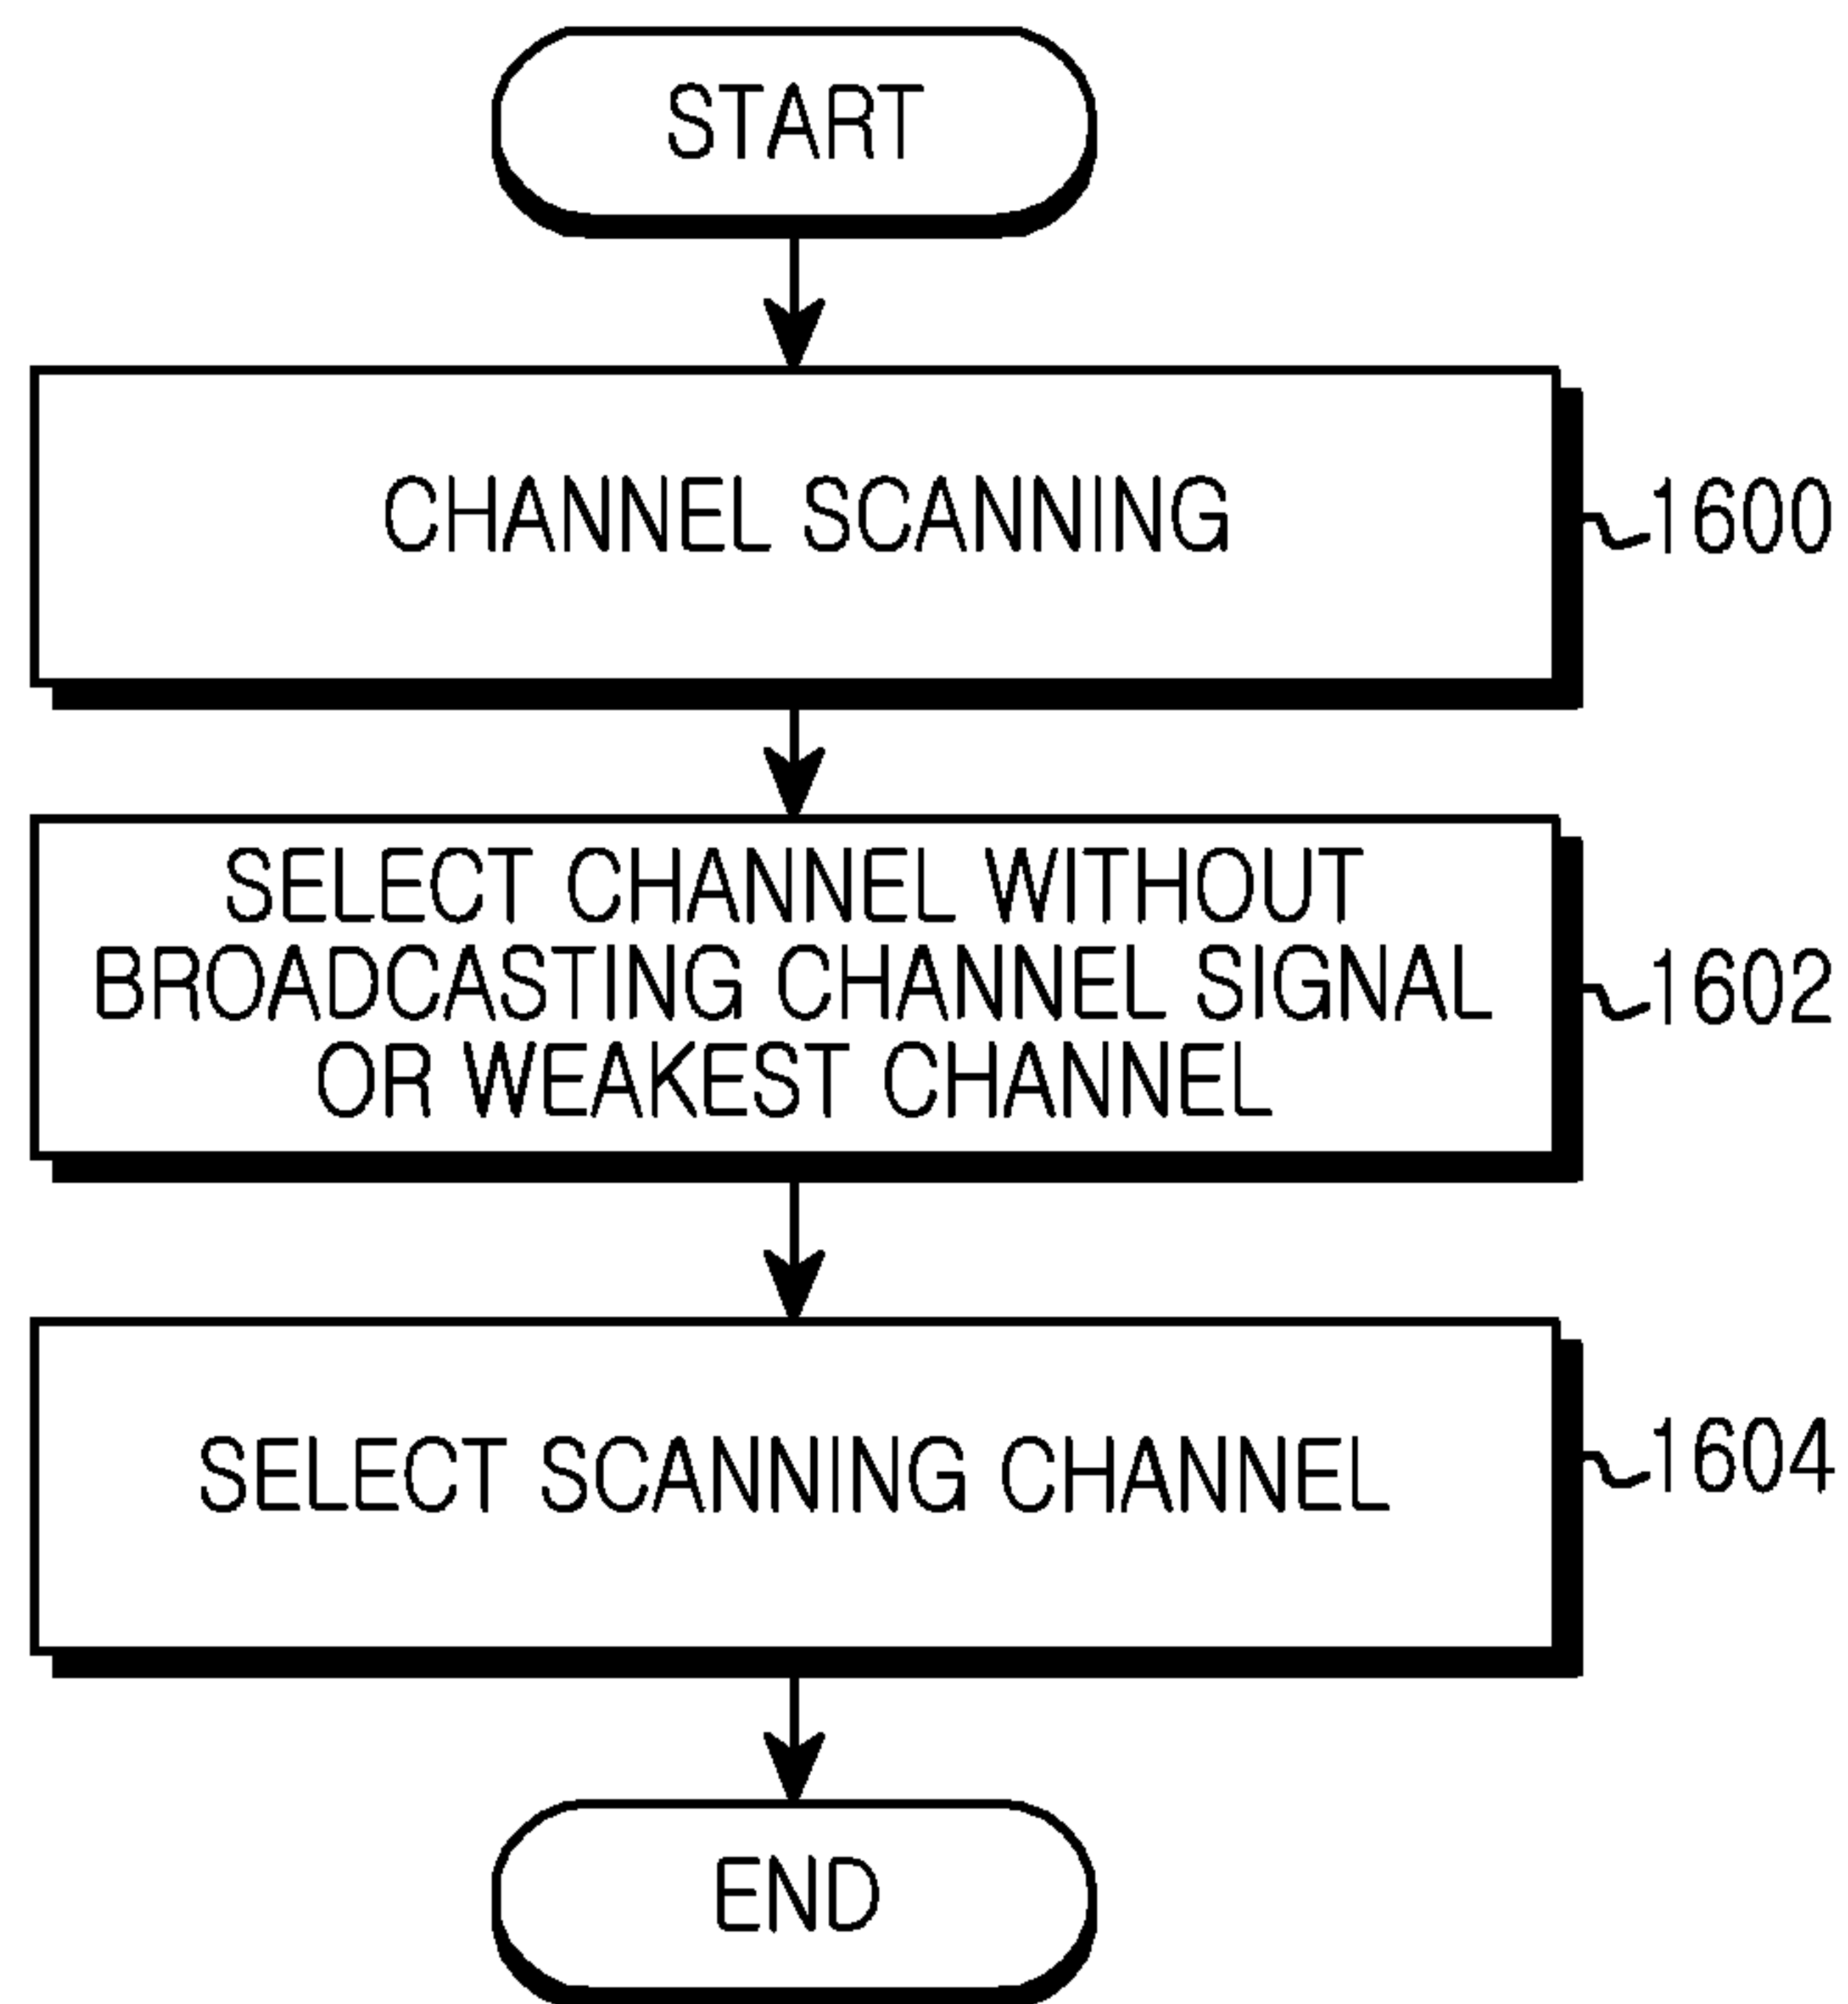 START
CHANNEL SCANNING
1600
SELECT CHANNEL WITHOUT
BROADCASTING CHANNEL SIGNAL
OR WEAKEST CHANNEL
1602
SELECT SCANNING CHANNEL
1604
END